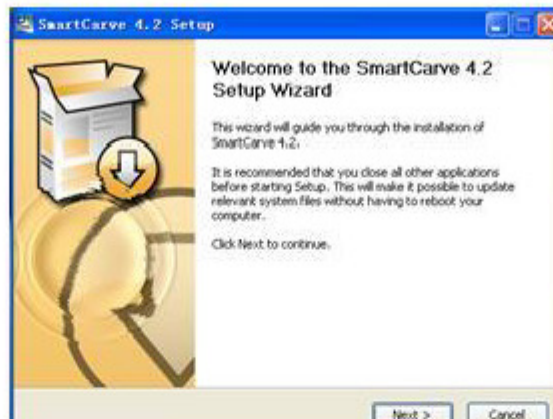 SmartCarve 4.2 Setup
Welcome to the SmartCarve 4.2
Setup Wizard
This wizard will guide you through the installation of
SmartCarve 4.2.
It is recommended that you close all other applications
before starting Setup. This will make it possible to update
relevant system files without having to reboot your
computer.
Click Next to continue.
Next >
Cancel